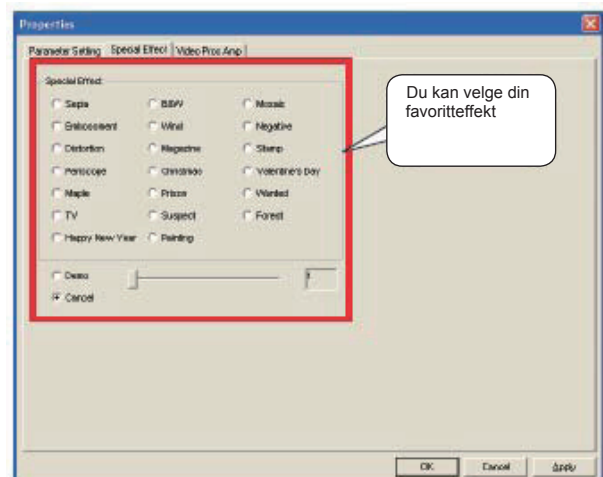 Properties
Parameter Setting Special Effect Video Proc Amp
Special Effect
Sepia B&W Mosaic
Embossment Wind Negative
Distortion Magazine Stamp
Periscope Christmas Valentine's Day
Maple Prison Wanted
TV Suspect Forest
Happy New Year Painting
Demo 1
Cancel
Du kan velge din
favoritteffekt
OK Cancel Apply